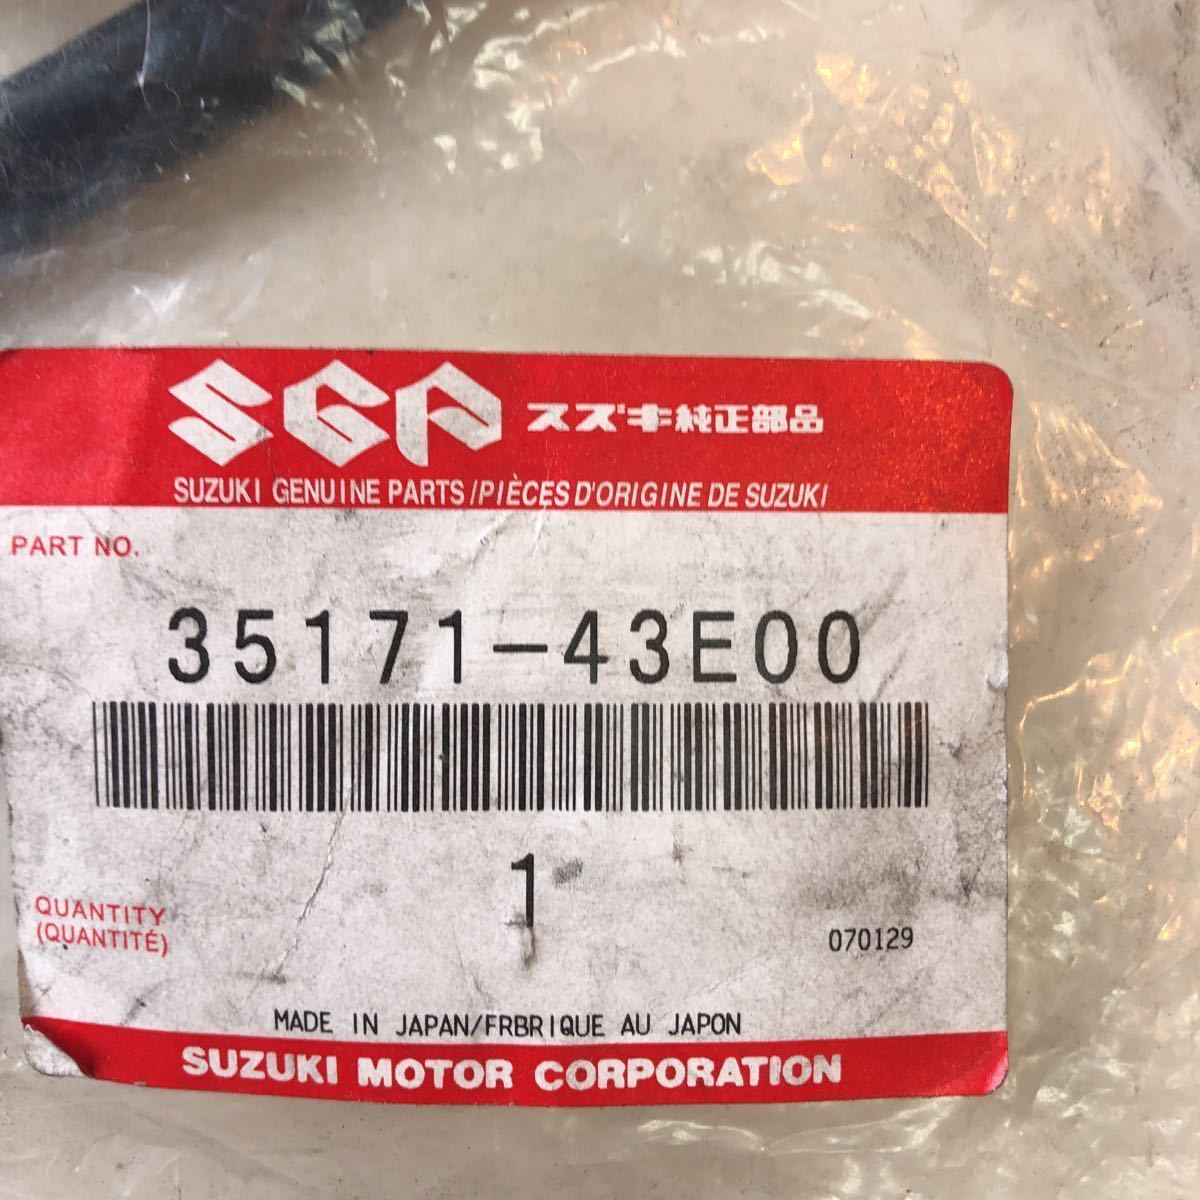 SGP スズキ純正部品
SUZUKI GENUINE PARTS/PIÈCES D'ORIGINE DE SUZUKI
PART NO.
35171-43E00
1
QUANTITY
(QUANTITÉ)
070129
MADE IN JAPAN/FRBRIQUE AU JAPON
SUZUKI MOTOR CORPORATION